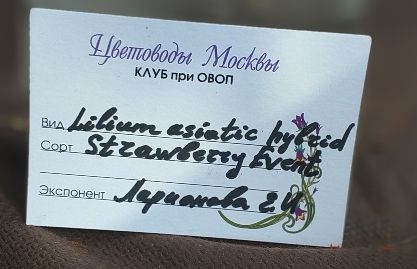 Цветоводы Москвы
КЛУБ при ОВОП
Вид Lilium asiatic hybrid
Сорт Strawberry Event
Экспонент Ларионова Е.И